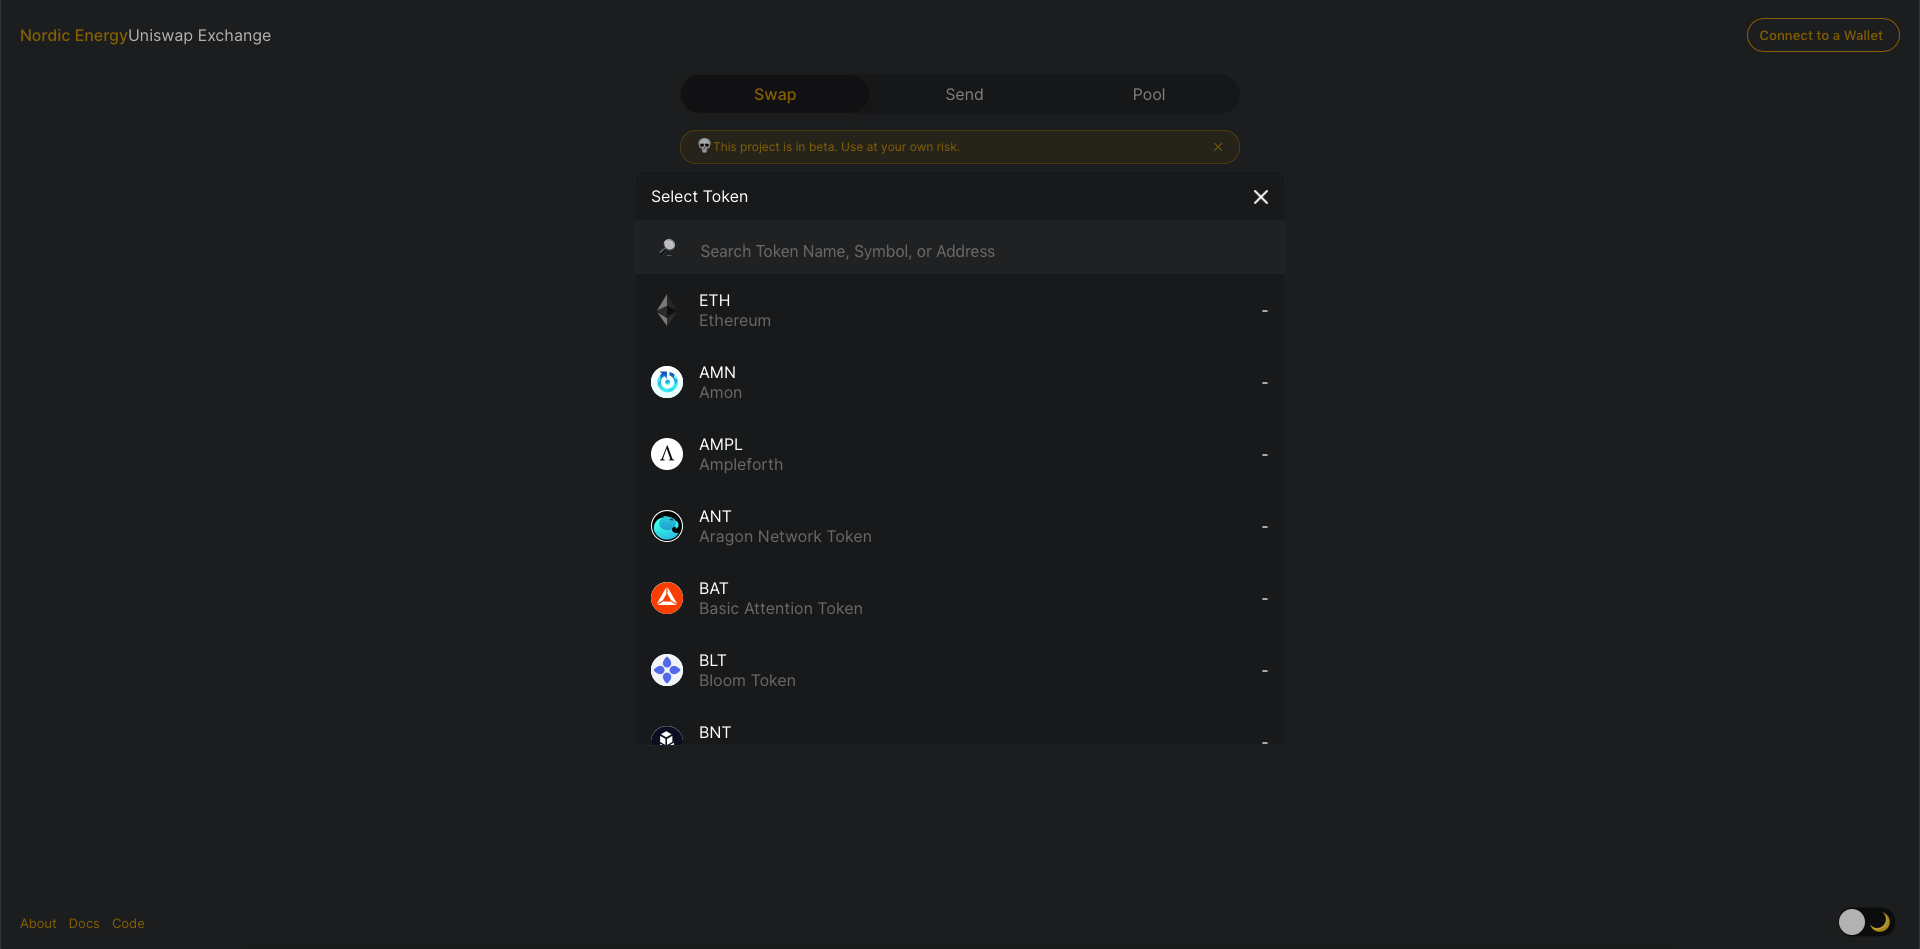 Nordic EnergyUniswap Exchange
Connect to a Wallet
Swap Send Pool
This project is in beta. Use at your own risk.
Select Token
Search Token Name, Symbol, or Address
ETH
Ethereum
-
AMN
Amon
-
AMPL
Ampleforth
-
ANT
Aragon Network Token
-
BAT
Basic Attention Token
-
BLT
Bloom Token
-
BNT
-
About Docs Code